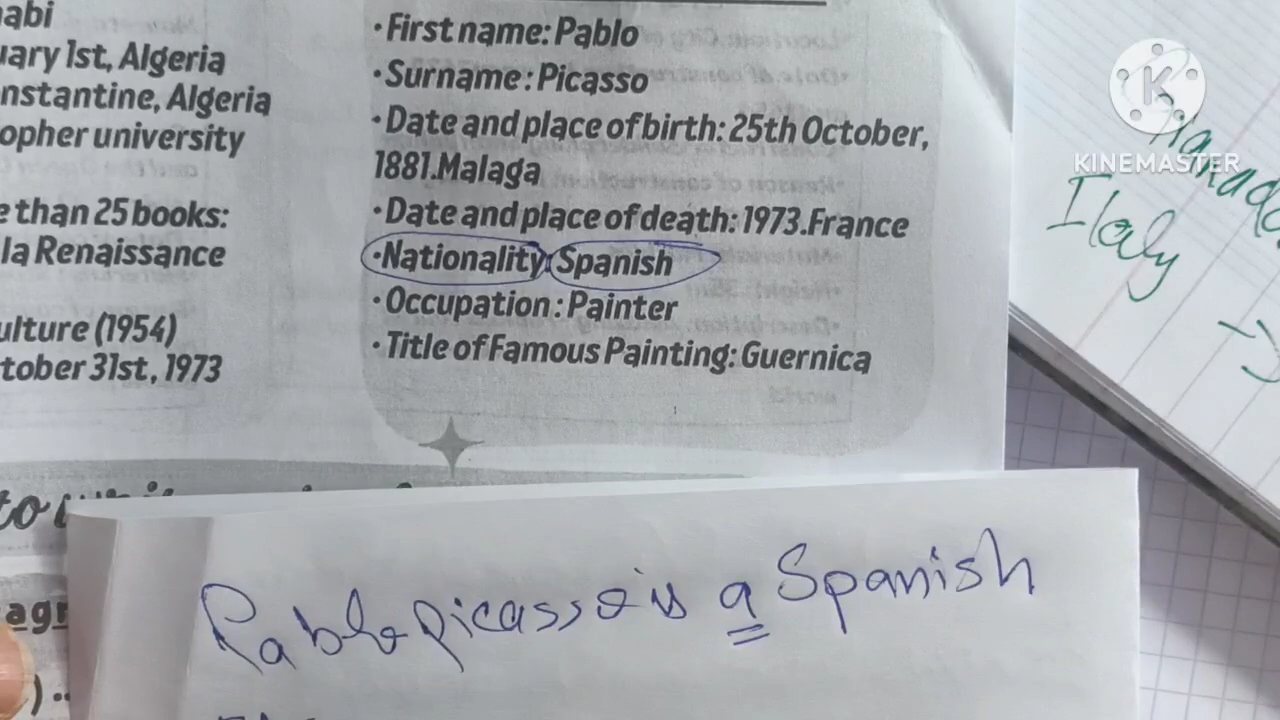 abi
uary 1st, Algeria
nstantine, Algeria
opher university
e than 25 books:
la Renaissance
ulture (1954)
tober 31st, 1973
• First name: Pablo
• Surname : Picasso
• Date and place of birth: 25th October,
1881.Malaga
• Date and place of death: 1973.France
• Nationality: Spanish
• Occupation : Painter
• Title of Famous Painting: Guernica
KINEMASTER
Italy
to
agr
Pablo picasso is a Spanish